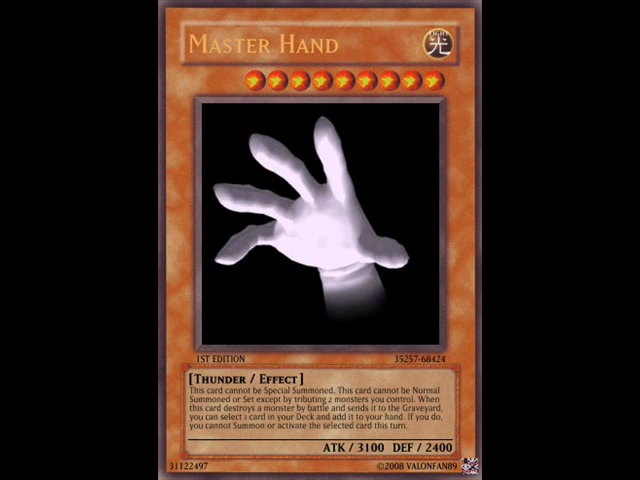 MASTER HAND
LIGHT
光
1ST EDITION 35257-68424
[THUNDER / EFFECT]
This card cannot be Special Summoned. This card cannot be Normal
Summoned or Set except by tributing 2 monsters you control. When
this card destroys a monster by battle and sends it to the Graveyard,
you can select 1 card in your Deck and add it to your hand. If you do,
you cannot Summon or activate the selected card this turn.
ATK / 3100 DEF / 2400
31122497 ©2008 VALONFAN89